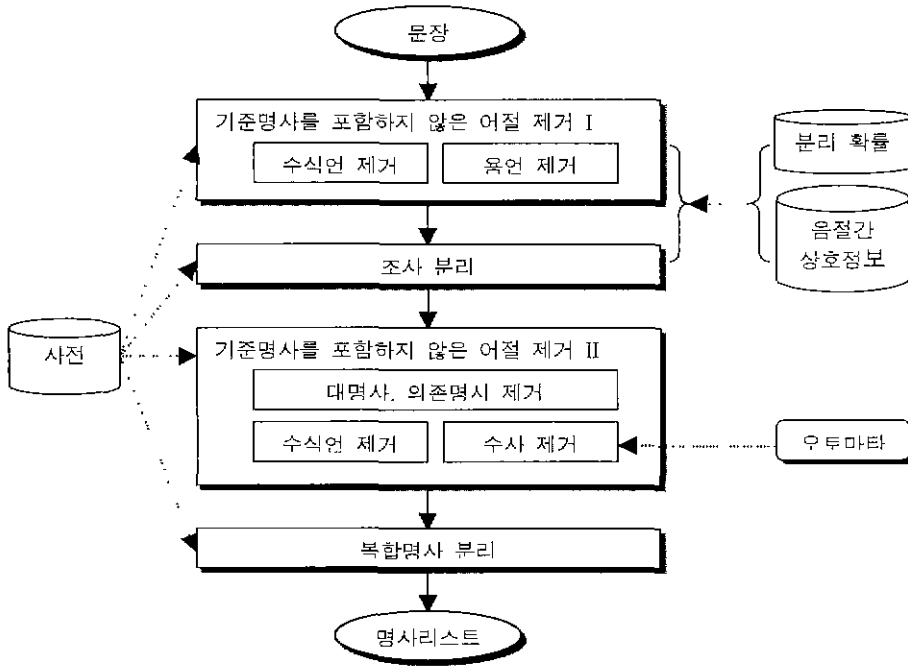 문장
기준명사를 포함하지 않은 어절 제거 I
수식언 제거
용언 제거
분리 확률
음절간
상호정보
조사 분리
사전
기준명사를 포함하지 않은 어절 제거 II
대명사, 의존명사 제거
수식언 제거
수사 제거
오토마타
복합명사 분리
명사리스트